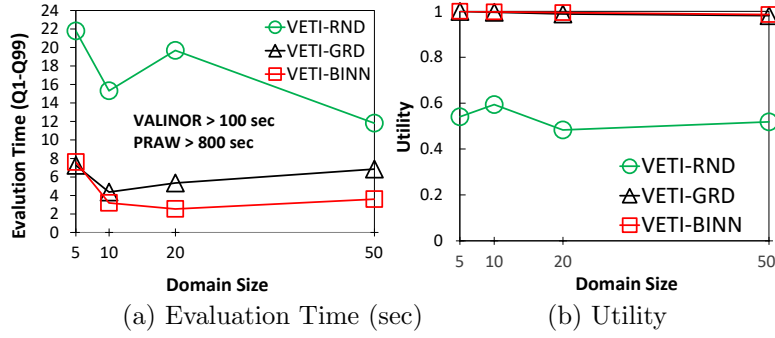 Evalution Time (Q1-Q99)
24
22
20
18
16
14
12
10
8
6
4
2
0
VETI-RND
VETI-GRD
VETI-BINN
VALINOR > 100 sec
PRAW > 800 sec
5
10
20
50
Domain Size
(a) Evaluation Time (sec)
Utility
1
0.8
0.6
0.4
0.2
0
VETI-RND
VETI-GRD
VETI-BINN
5
10
20
50
Domain Size
(b) Utility